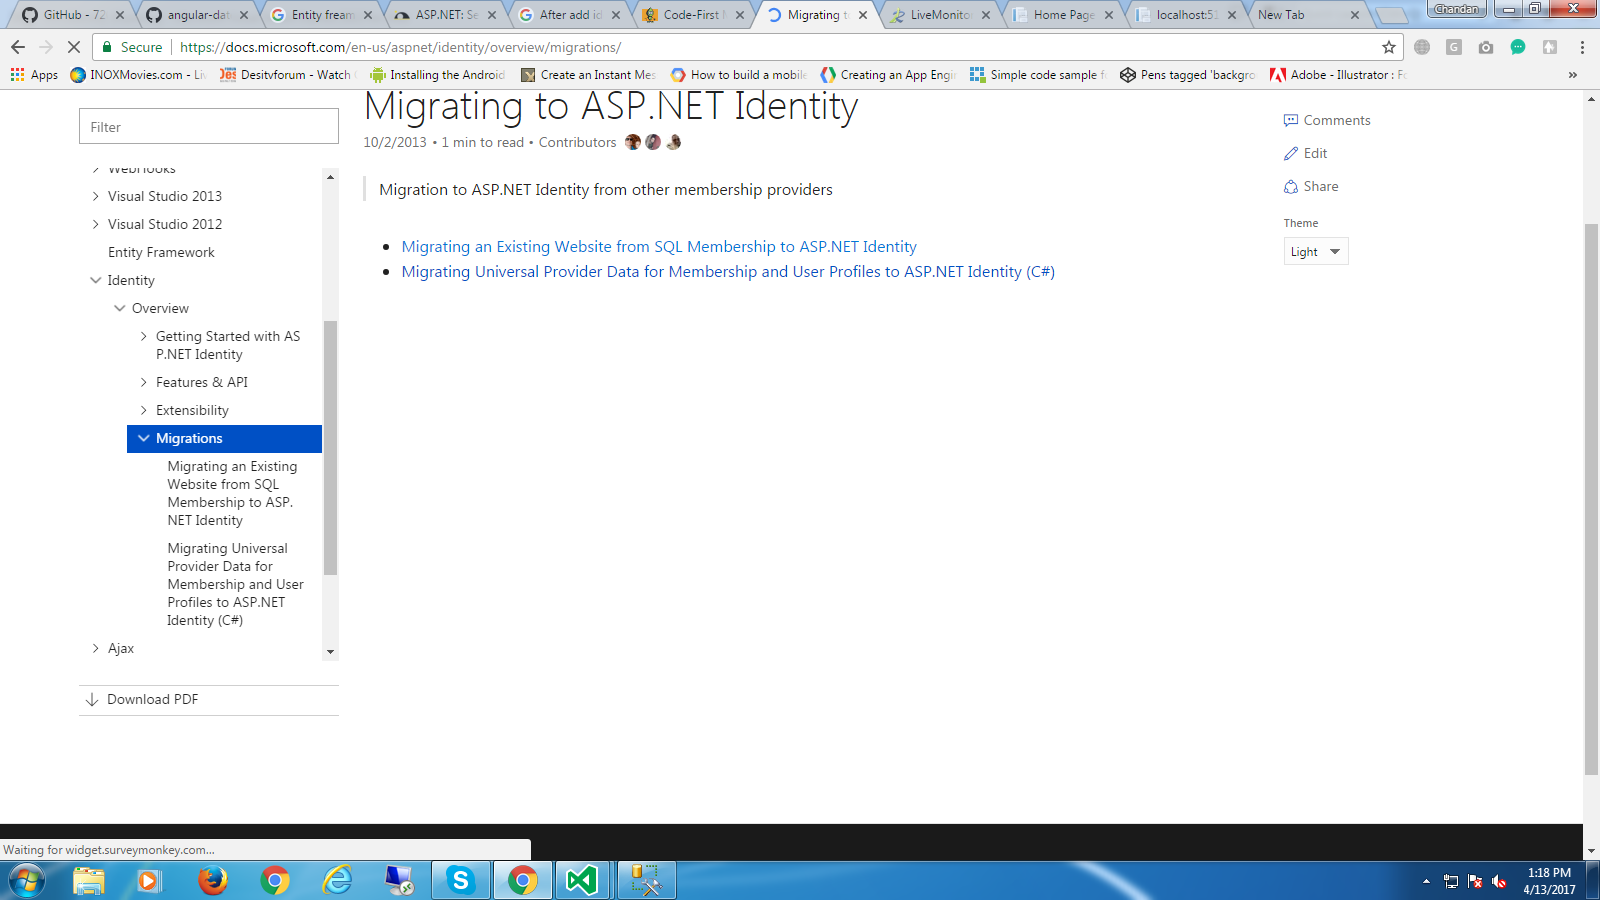 GitHub - 72
angular-dat
Entity fream
ASP.NET: Se
After add id
Code-First M
Migrating to
LiveMonitor
Home Page
localhost:51
New Tab
Chandan
Secure
https://docs.microsoft.com/en-us/aspnet/identity/overview/migrations/
Apps
INOXMovies.com - Liv
Desitvforum - Watch
Installing the Android
Create an Instant Mes
How to build a mobile
Creating an App Engi
Simple code sample f
Pens tagged 'backgro
Adobe - Illustrator : Fo
»
Filter
WebHooks
Visual Studio 2013
Visual Studio 2012
Entity Framework
Identity
Overview
Getting Started with AS
P.NET Identity
Features & API
Extensibility
Migrations
Migrating an Existing
Website from SQL
Membership to ASP.
NET Identity
Migrating Universal
Provider Data for
Membership and User
Profiles to ASP.NET
Identity (C#)
Ajax
Download PDF
Migrating to ASP.NET Identity
10/2/2013 • 1 min to read • Contributors
Migration to ASP.NET Identity from other membership providers
• Migrating an Existing Website from SQL Membership to ASP.NET Identity
• Migrating Universal Provider Data for Membership and User Profiles to ASP.NET Identity (C#)
Comments
Edit
Share
Theme
Light
Waiting for widget.surveymonkey.com...
1:18 PM
4/13/2017